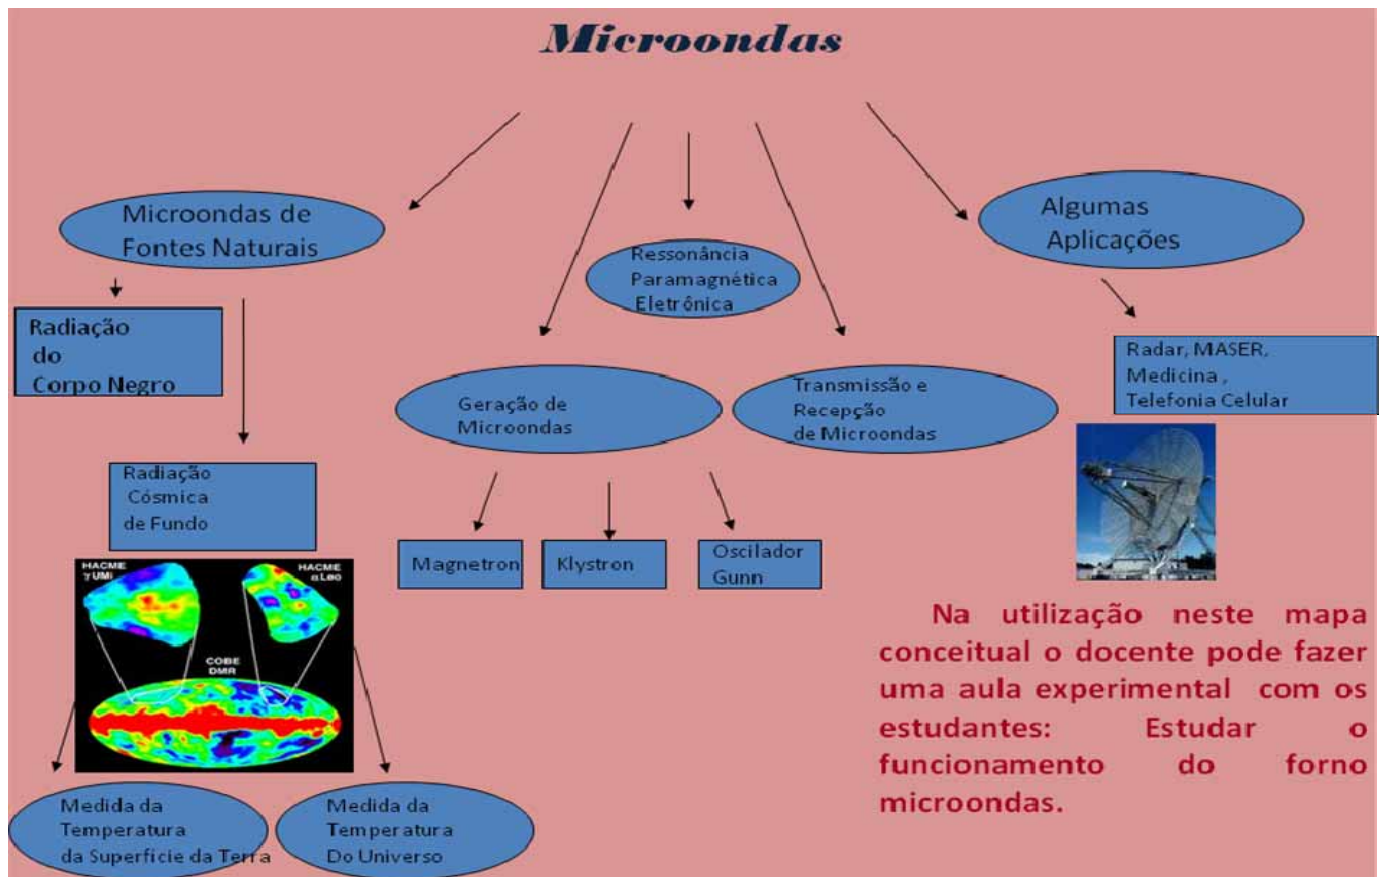 Microondas
Microondas de
Fontes Naturais
Radiação
do
Corpo Negro
Radiação
Cósmica
de Fundo
HACME
γ UMi
HACME
α Leo
COBE
DMR
Medida da
Temperatura
da Superfície da Terra
Medida da
Temperatura
Do Universo
Geração de
Microondas
Magnetron
Klystron
Oscilador
Gunn
Ressonância
Paramagnética
Eletrônica
Transmissão e
Recepção
de Microondas
Algumas
Aplicações
Radar, MASER,
Medicina ,
Telefonia Celular
Na utilização neste mapa
conceitual o docente pode fazer
uma aula experimental com os
estudantes: Estudar o
funcionamento do forno
microondas.